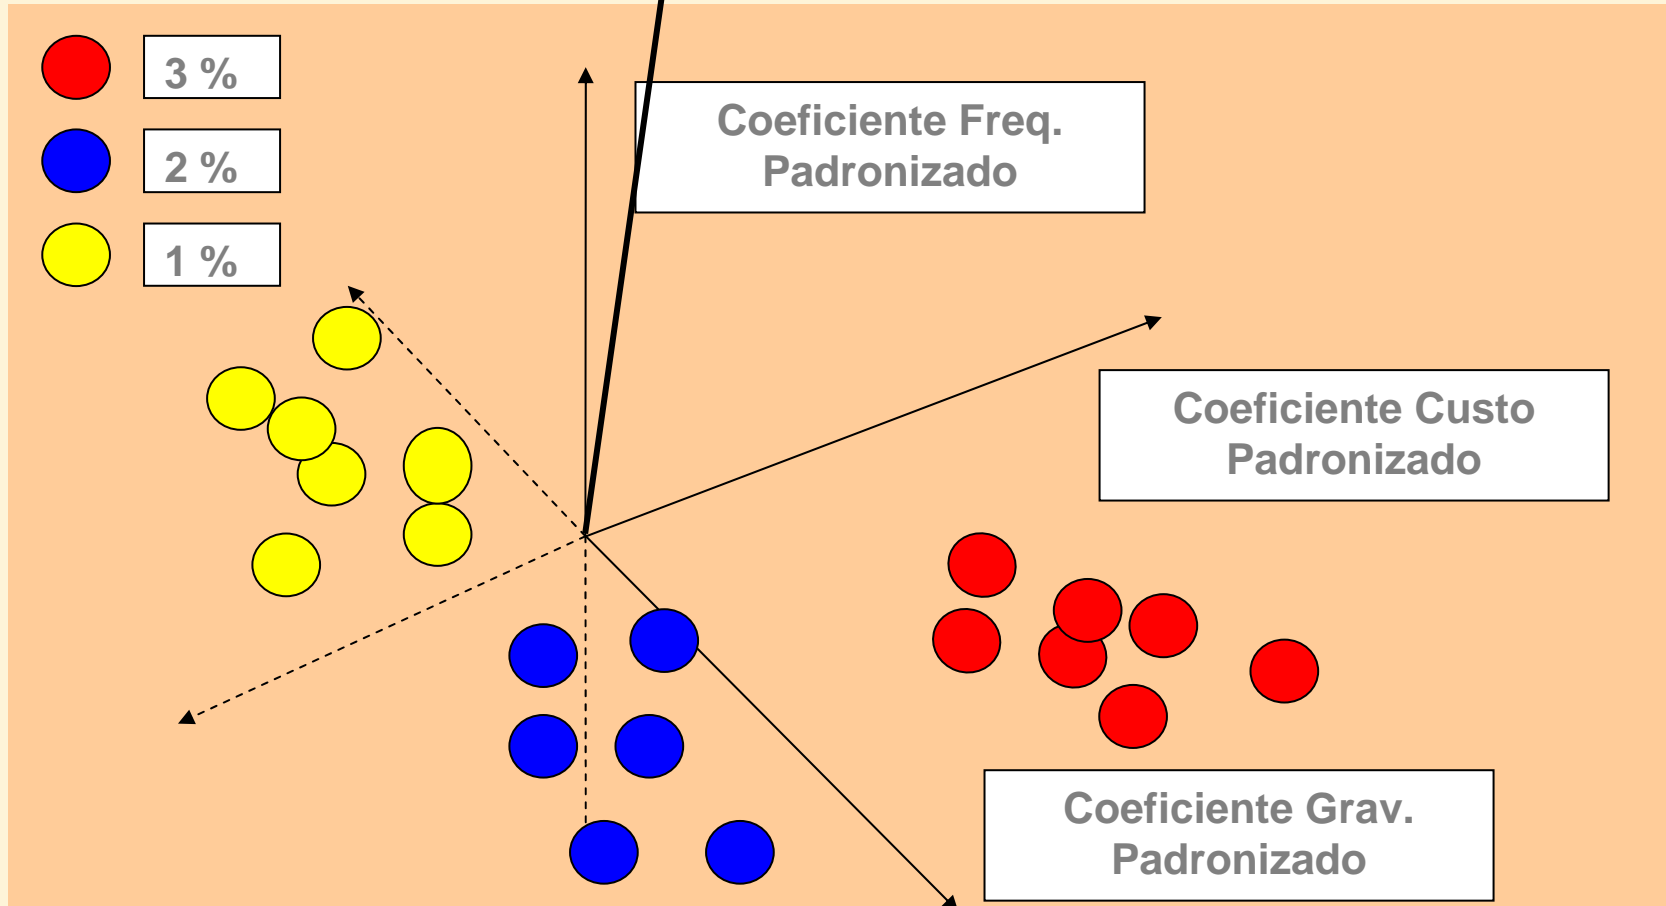 3 %
2 %
1 %
Coeficiente Freq.
Padronizado
Coeficiente Custo
Padronizado
Coeficiente Grav.
Padronizado